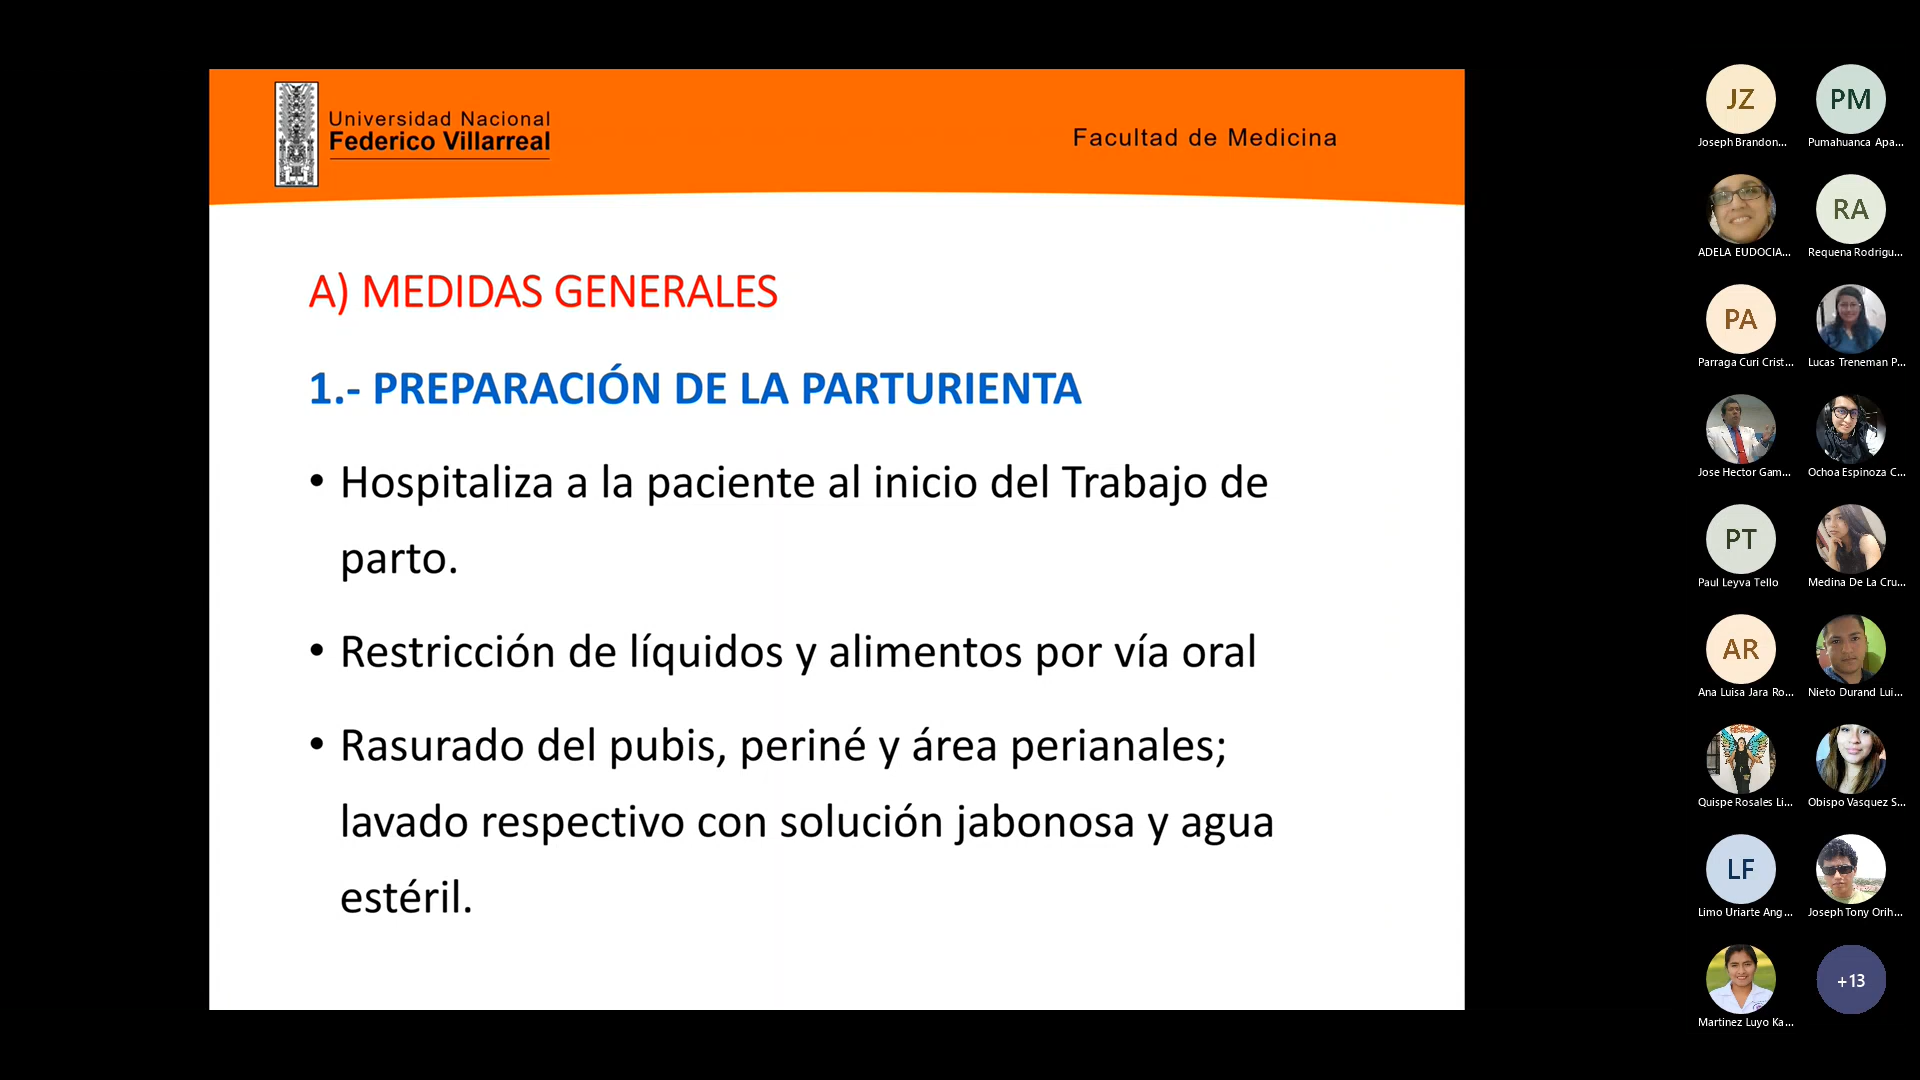 Universidad Nacional
Federico Villarreal
Facultad de Medicina
A) MEDIDAS GENERALES
1.- PREPARACIÓN DE LA PARTURIENTA
• Hospitaliza a la paciente al inicio del Trabajo de
parto.
• Restricción de líquidos y alimentos por vía oral
• Rasurado del pubis, periné y área perianales;
lavado respectivo con solución jabonosa y agua
estéril.
JZ
PM
Joseph Brandon...
Pumahuanca Apa...
RA
ADELA EUDOCIA...
Requena Rodrigu...
PA
Parraga Curi Crist...
Lucas Treneman P...
Jose Hector Gam...
Ochoa Espinoza C...
PT
Paul Leyva Tello
Medina De La Cru...
AR
Ana Luisa Jara Ro...
Nieto Durand Lui...
Quispe Rosales Li...
Obispo Vasquez S...
LF
Limo Uriarte Ang...
Joseph Tony Orih...
+13
Martinez Luyo Ka...